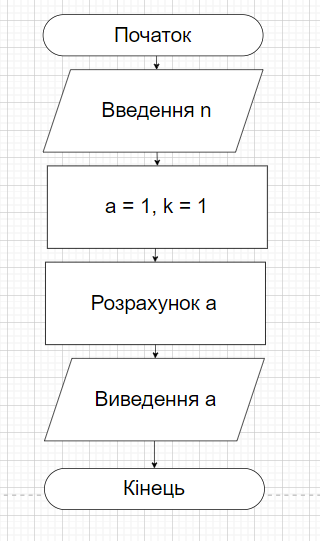 Початок
Введення n
a = 1, k = 1
Розрахунок a
Виведення a
Кінець